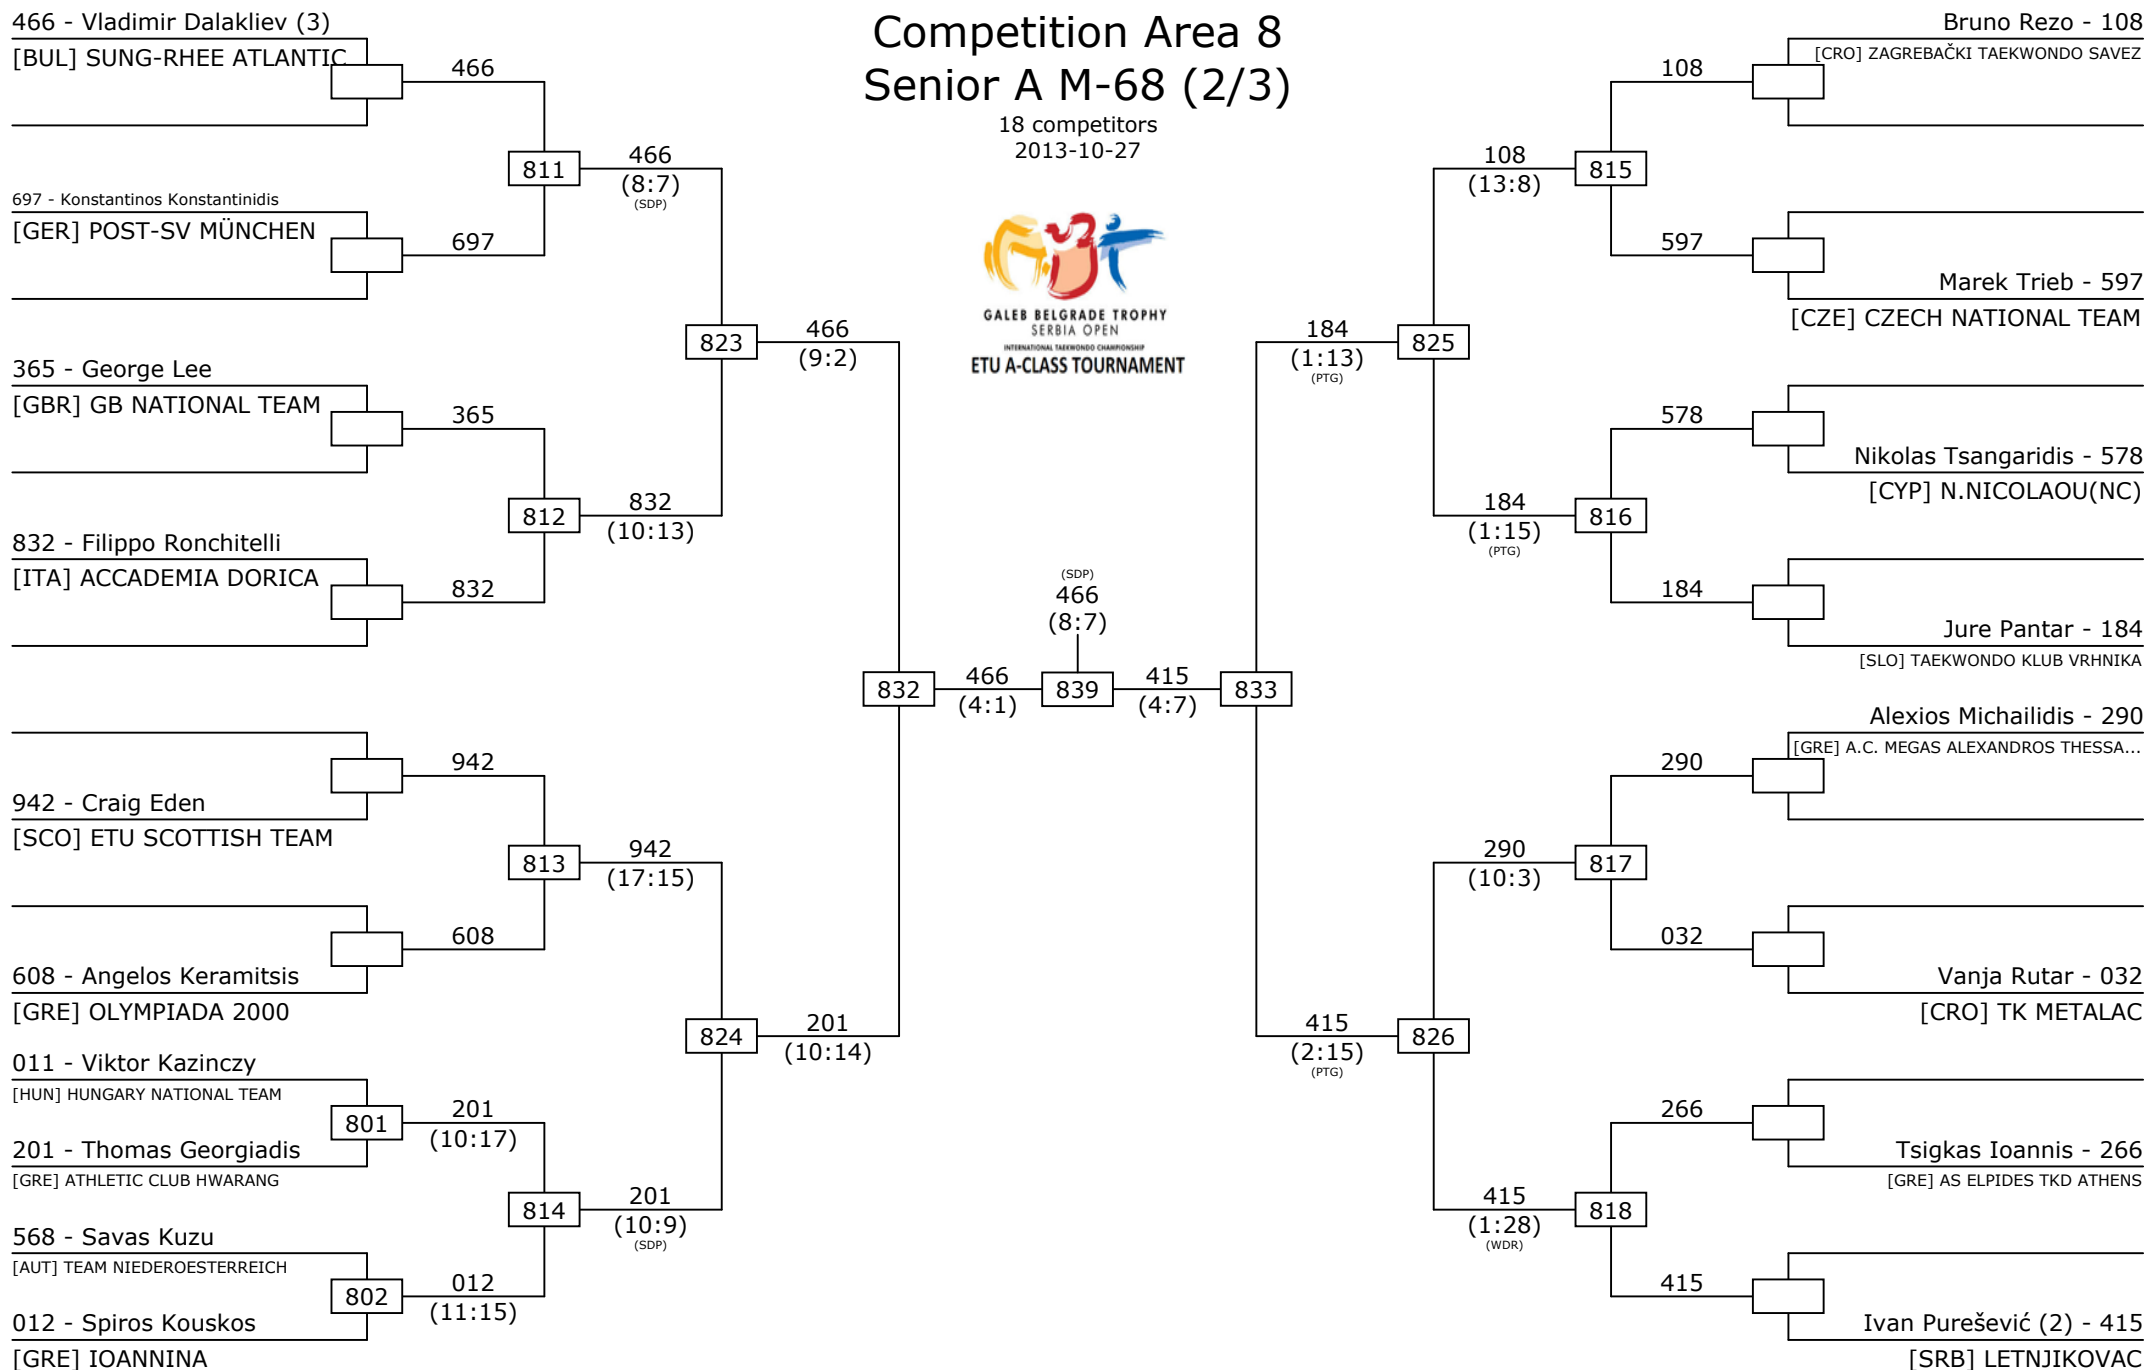 Competition Area 8
Senior A M-68 (2/3)
18 competitors
2013-10-27
GALEB BELGRADE TROPHY
SERBIA OPEN
INTERNATIONAL TAEKWONDO CHAMPIONSHIP
ETU A-CLASS TOURNAMENT
466 - Vladimir Dalakliev (3)
[BUL] SUNG-RHEE ATLANTIC
466
811
466
(8:7)
(SDP)
697 - Konstantinos Konstantinidis
[GER] POST-SV MÜNCHEN
697
823
466
(9:2)
365 - George Lee
[GBR] GB NATIONAL TEAM
365
812
832
(10:13)
832 - Filippo Ronchitelli
[ITA] ACCADEMIA DORICA
832
832
466
(4:1)
942
942 - Craig Eden
[SCO] ETU SCOTTISH TEAM
813
942
(17:15)
608
608 - Angelos Keramitsis
[GRE] OLYMPIADA 2000
824
201
(10:14)
011 - Viktor Kazinczy
[HUN] HUNGARY NATIONAL TEAM
801
201
(10:17)
201 - Thomas Georgiadis
[GRE] ATHLETIC CLUB HWARANG
814
201
(10:9)
(SDP)
568 - Savas Kuzu
[AUT] TEAM NIEDEROESTERREICH
802
012
(11:15)
012 - Spiros Kouskos
[GRE] IOANNINA
(SDP)
466
(8:7)
839
415
(4:7)
833
Bruno Rezo - 108
[CRO] ZAGREBAČKI TAEKWONDO SAVEZ
108
108
(13:8)
815
597
Marek Trieb - 597
[CZE] CZECH NATIONAL TEAM
184
(1:13)
(PTG)
825
578
Nikolas Tsangaridis - 578
[CYP] N.NICOLAOU(NC)
184
(1:15)
(PTG)
816
184
Jure Pantar - 184
[SLO] TAEKWONDO KLUB VRHNIKA
Alexios Michailidis - 290
[GRE] A.C. MEGAS ALEXANDROS THESSA...
290
290
(10:3)
817
032
Vanja Rutar - 032
[CRO] TK METALAC
415
(2:15)
(PTG)
826
266
Tsigkas Ioannis - 266
[GRE] AS ELPIDES TKD ATHENS
415
(1:28)
(WDR)
818
415
Ivan Purešević (2) - 415
[SRB] LETNJIKOVAC